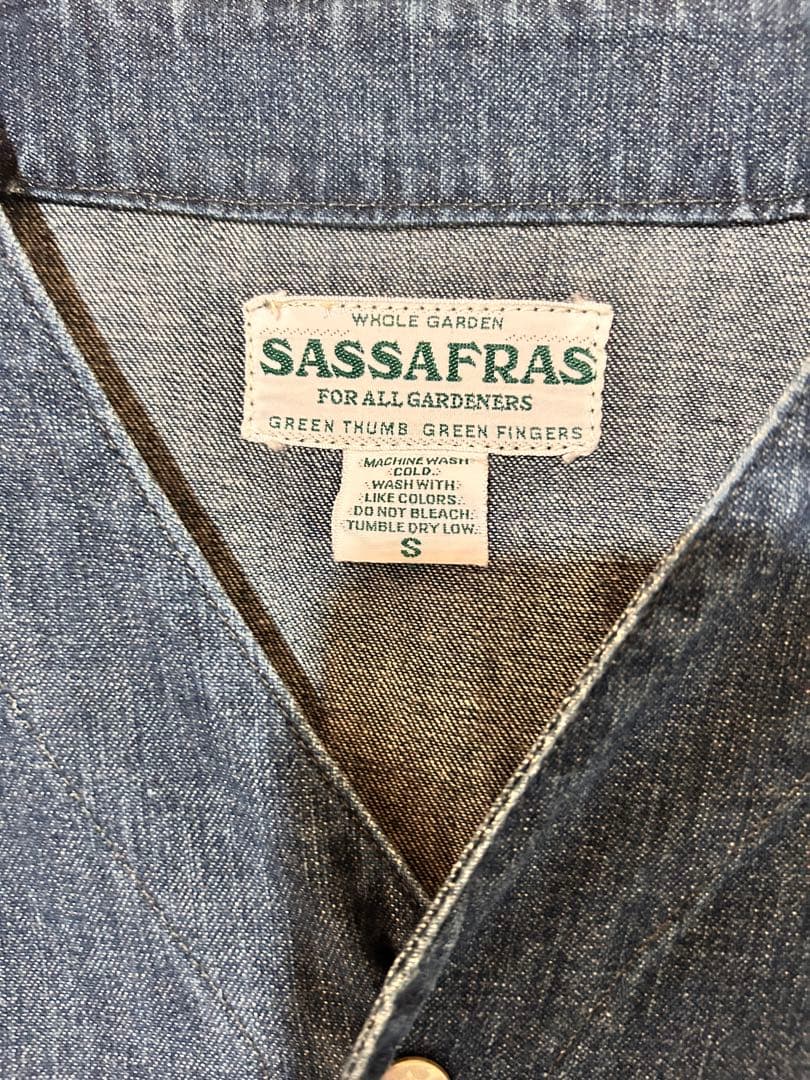 WHOLE GARDEN
SASSAFRAS
FOR ALL GARDENERS
GREEN THUMB GREEN FINGERS
MACHINE WASH
COLD.
WASH WITH
LIKE COLORS.
DO NOT BLEACH.
TUMBLE DRY LOW.
S